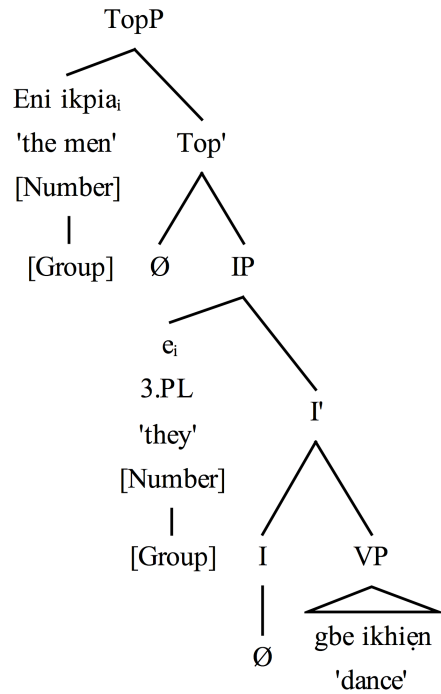 TopP
Eni ikpiaᵢ
'the men'
[Number]
[Group]
Top'
Ø
IP
eᵢ
3.PL
'they'
[Number]
[Group]
I'
I
Ø
VP
gbe ikhiẹn
'dance'